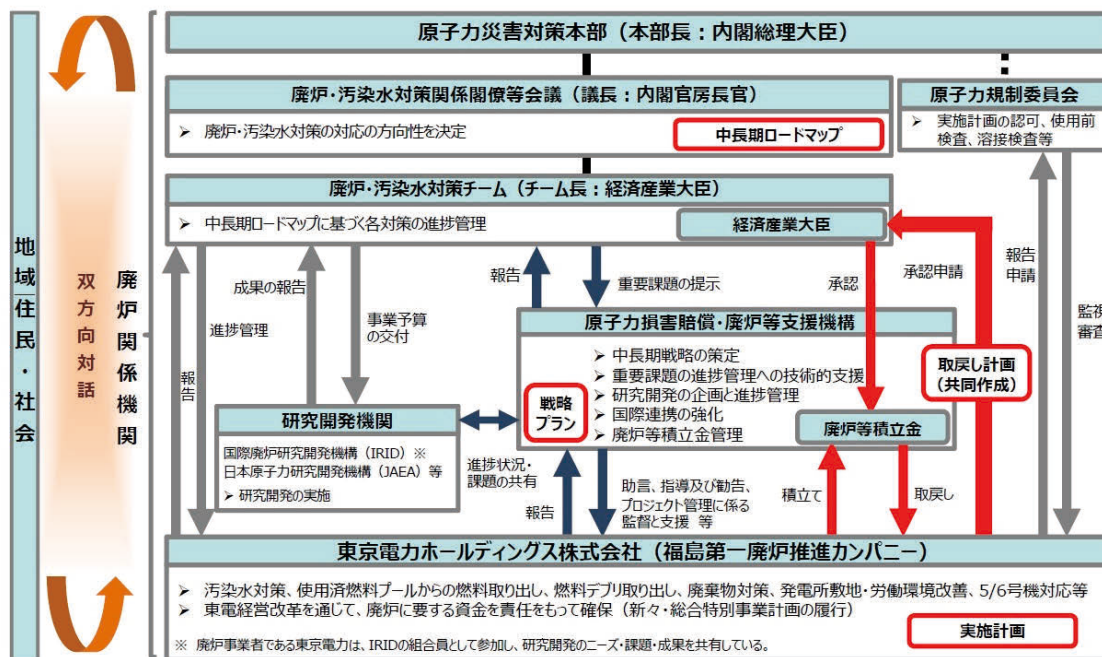 原子力災害対策本部（本部長：内閣総理大臣）
廃炉・汚染水対策関係閣僚等会議（議長：内閣官房長官）
➢ 廃炉・汚染水対策の対応の方向性を決定
中長期ロードマップ
原子力規制委員会
➢ 実施計画の認可、使用前
検査、溶接検査等
廃炉・汚染水対策チーム（チーム長：経済産業大臣）
➢ 中長期ロードマップに基づく各対策の進捗管理
経済産業大臣
地域住民・社会
双方向対話
廃炉関係機関
報告
進捗管理
成果の報告
事業予算
の交付
報告
重要課題の提示
承認
承認申請
報告
申請
監視
審査
原子力損害賠償・廃炉等支援機構
➢ 中長期戦略の策定
➢ 重要課題の進捗管理への技術的支援
➢ 研究開発の企画と進捗管理
➢ 国際連携の強化
➢ 廃炉等積立金管理
戦略
プラン
廃炉等積立金
取戻し計画
（共同作成）
研究開発機関
国際廃炉研究開発機構（IRID）※
日本原子力研究開発機構（JAEA）等
➢ 研究開発の実施
進捗状況・
課題の共有
報告
助言、指導及び勧告、
プロジェクト管理に係る
監督と支援 等
積立て
取戻し
東京電力ホールディングス株式会社（福島第一廃炉推進カンパニー）
➢ 汚染水対策、使用済燃料プールからの燃料取り出し、燃料デブリ取り出し、廃棄物対策、発電所敷地・労働環境改善、5/6号機対応等
➢ 東電経営改革を通じて、廃炉に要する資金を責任をもって確保（新々・総合特別事業計画の履行）
実施計画
※ 廃炉事業者である東京電力は、IRIDの組合員として参加し、研究開発のニーズ・課題・成果を共有している。